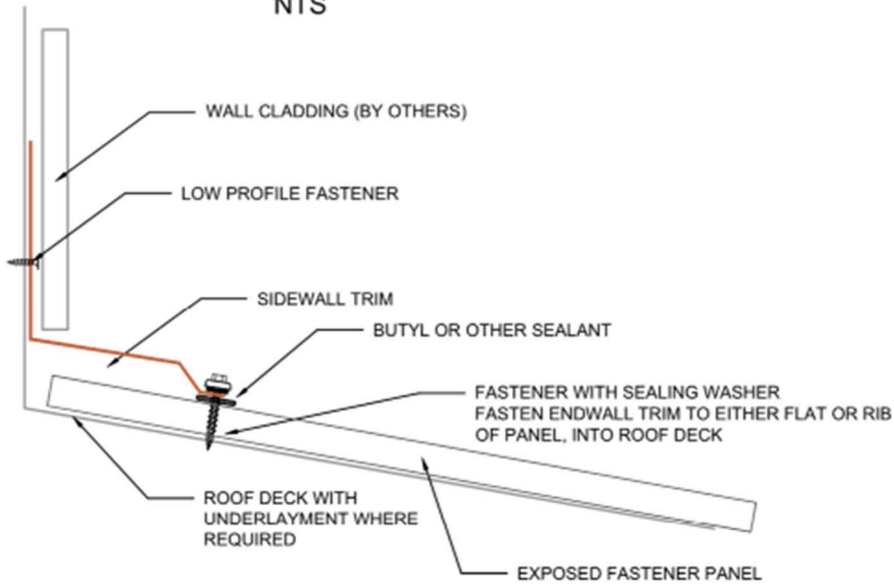 NTS
WALL CLADDING (BY OTHERS)
LOW PROFILE FASTENER
SIDEWALL TRIM
BUTYL OR OTHER SEALANT
FASTENER WITH SEALING WASHER
FASTEN ENDWALL TRIM TO EITHER FLAT OR RIB
OF PANEL, INTO ROOF DECK
ROOF DECK WITH
UNDERLAYMENT WHERE
REQUIRED
EXPOSED FASTENER PANEL